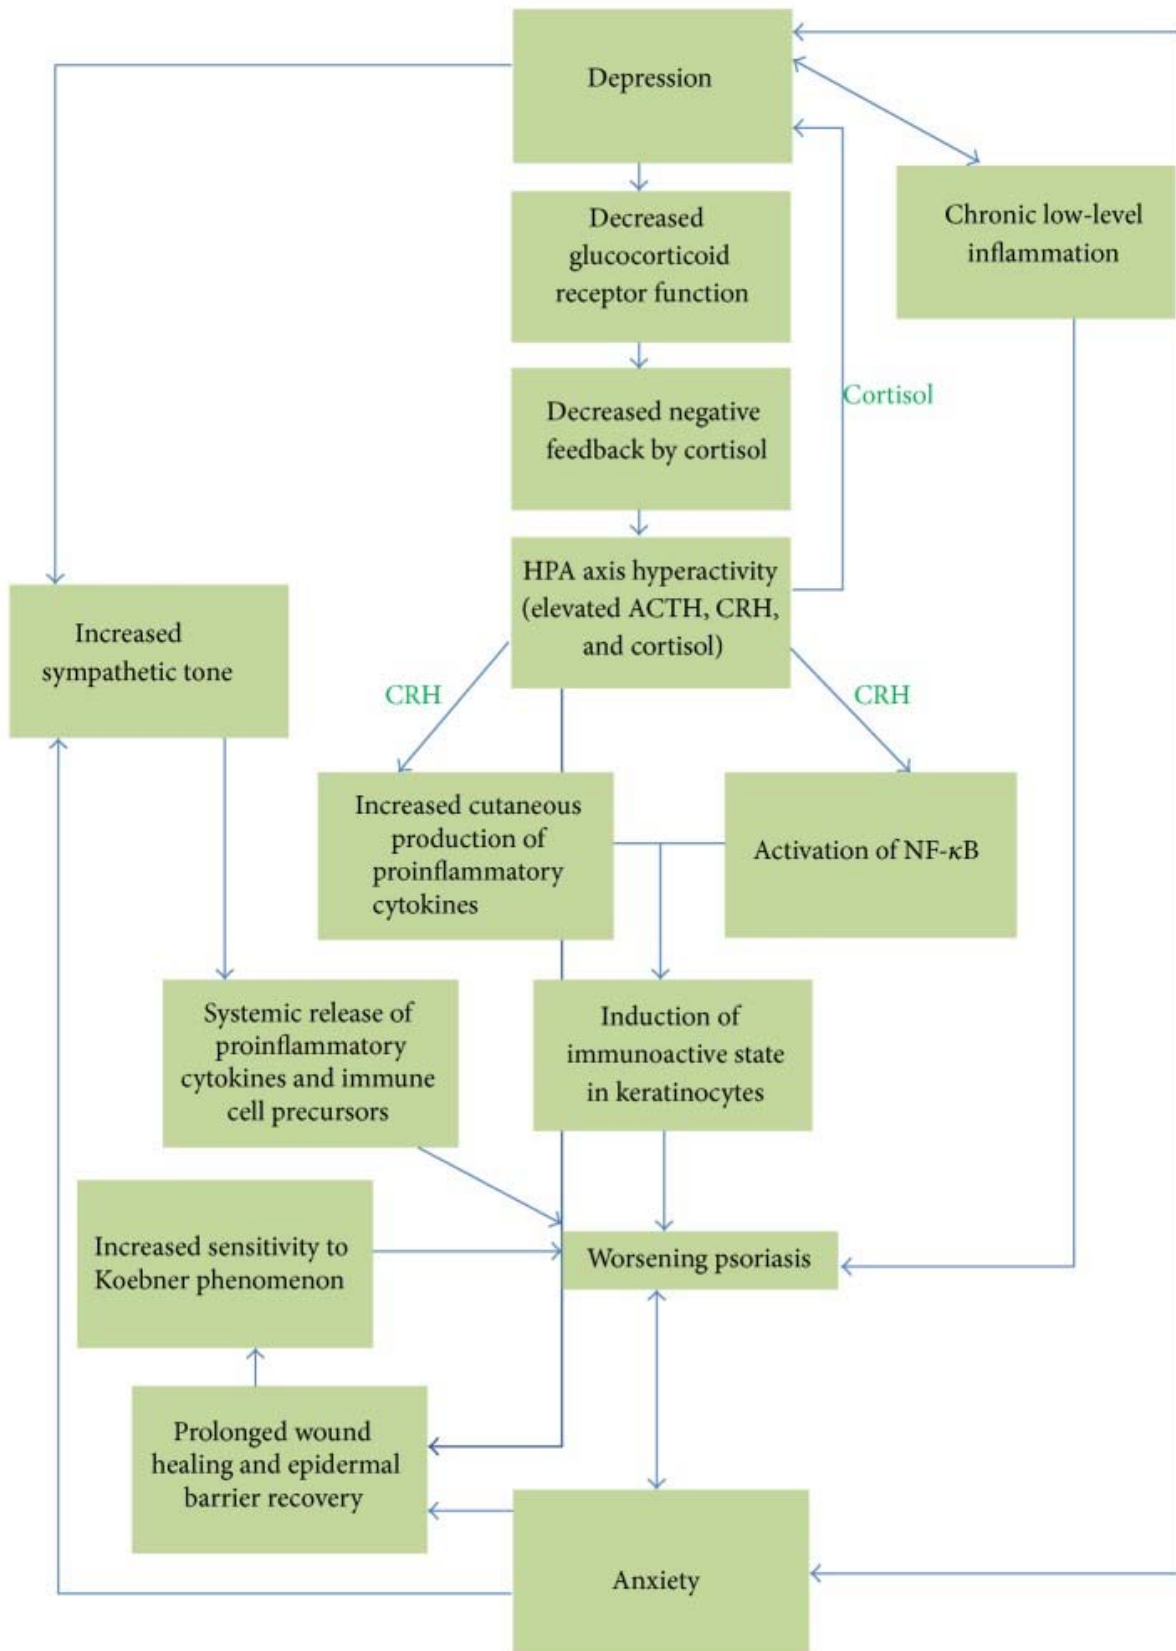 Depression
Decreased
glucocorticoid
receptor function
Chronic low-level
inflammation
Decreased negative
feedback by cortisol
Cortisol
HPA axis hyperactivity
(elevated ACTH, CRH,
and cortisol)
Increased
sympathetic tone
CRH
CRH
Increased cutaneous
production of
proinflammatory
cytokines
Activation of NF-κB
Systemic release of
proinflammatory
cytokines and immune
cell precursors
Induction of
immunoactive state
in keratinocytes
Increased sensitivity to
Koebner phenomenon
Worsening psoriasis
Prolonged wound
healing and epidermal
barrier recovery
Anxiety